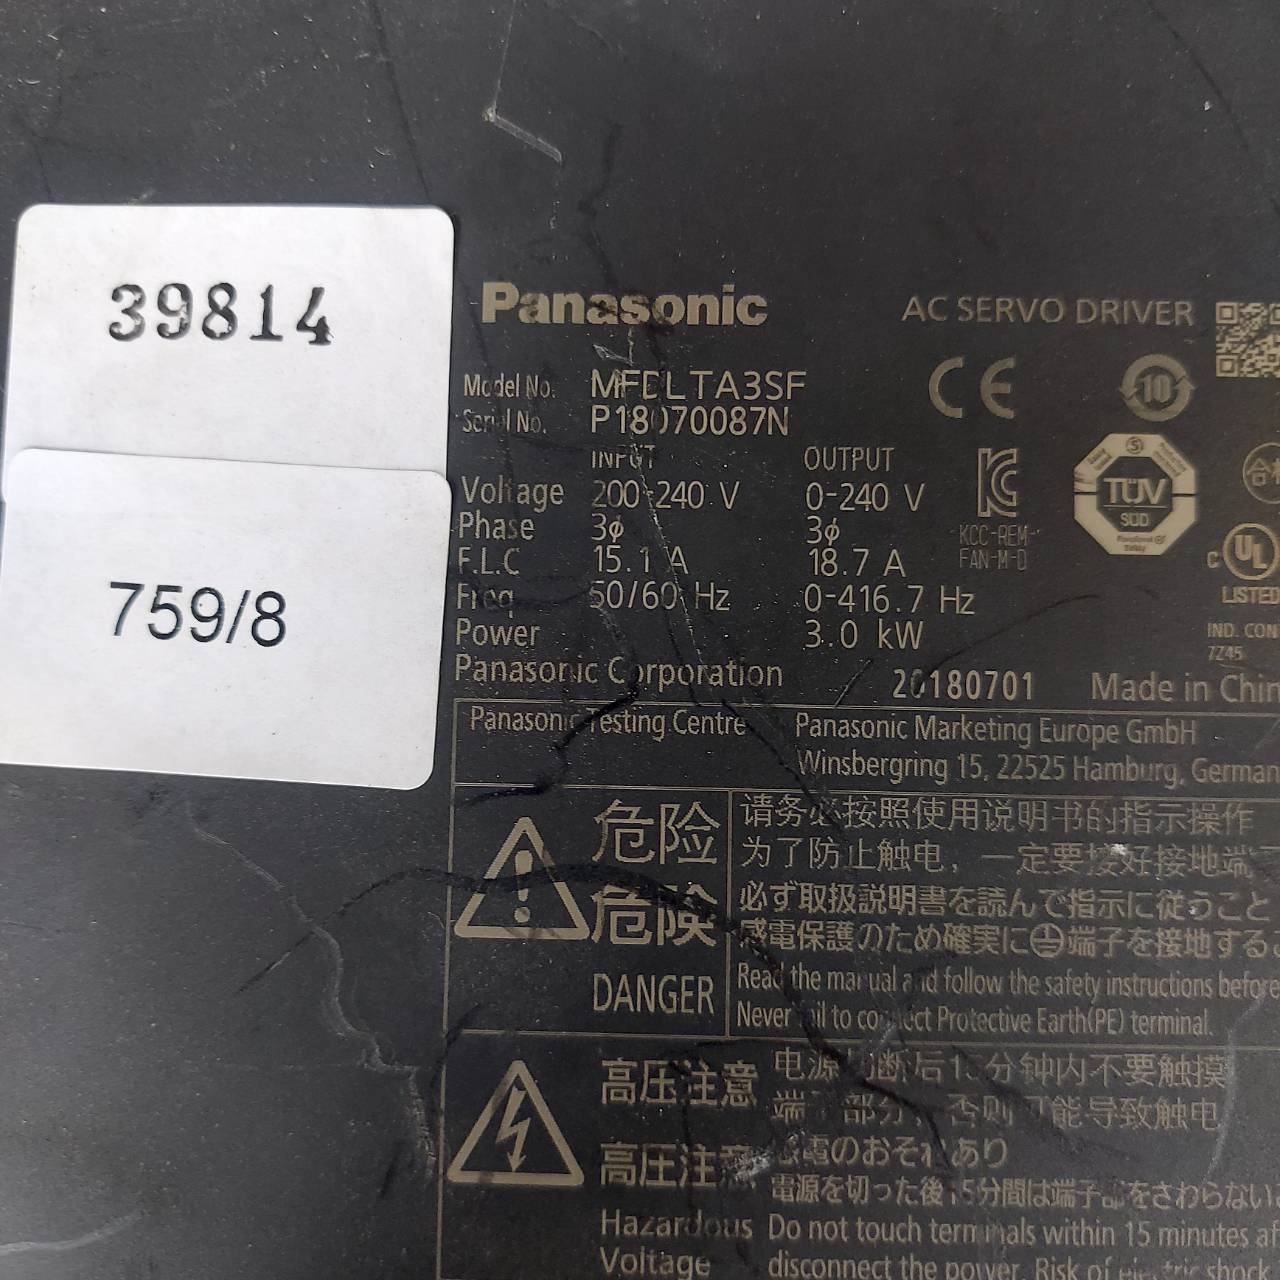 39814
759/8
Panasonic AC SERVO DRIVER
Model No. MFDLTA3SF
Serial No. P18070087N
INPUT OUTPUT
Voltage 200-240 V 0-240 V
Phase 3ϕ 3ϕ
F.L.C 15.1 A 18.7 A
Freq. 50/60 Hz 0-416.7 Hz
Power 3.0 kW
Panasonic Corporation 20180701 Made in Chin
CE
10
KCC-REM-
FAN-M-D
TÜV
SÜD
合格
c UL
LISTED
IND. CON
7Z45
Panasonic Testing Centre
Panasonic Marketing Europe GmbH
Winsbergring 15, 22525 Hamburg, German
危险
危険
DANGER
请务必按照使用说明书的指示操作
为了防止触电，一定要接好接地端
必ず取扱説明書を読んで指示に従うこと
感電保護のため確実に端子を接地する
Read the manual and follow the safety instructions before
Never fail to connect Protective Earth(PE) terminal.
高压注意
高圧注意
Hazardous
Voltage
电源切断后15分钟内不要触摸
端子部分，否则可能导致触电
感電のおそれあり
電源を切った後15分間は端子部をさわらない
Do not touch terminals within 15 minutes af
disconnect the power. Risk of electric shock